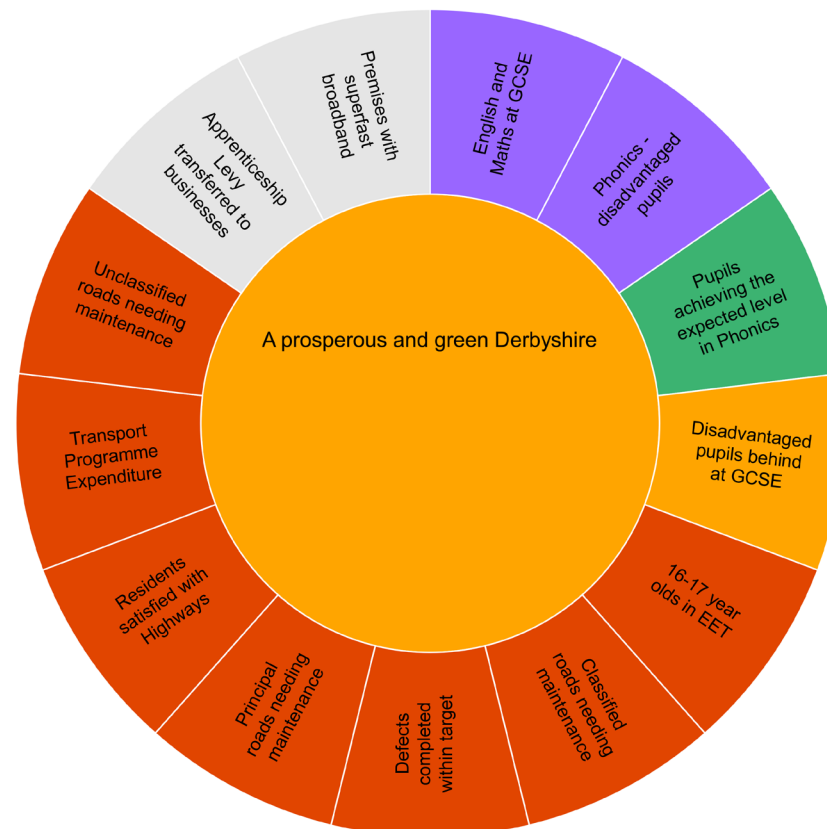 A prosperous and green Derbyshire
English and
Maths at GCSE
Phonics -
disadvantaged
pupils
Pupils
achieving the
expected level
in Phonics
Disadvantaged
pupils behind
at GCSE
16-17 year
olds in EET
Classified
roads needing
maintenance
Defects
completed
within target
Principal
roads needing
maintenance
Residents
satisfied with
Highways
Transport
Programme
Expenditure
Unclassified
roads needing
maintenance
Apprenticeship
Levy
transferred to
businesses
Premises with
superfast
broadband